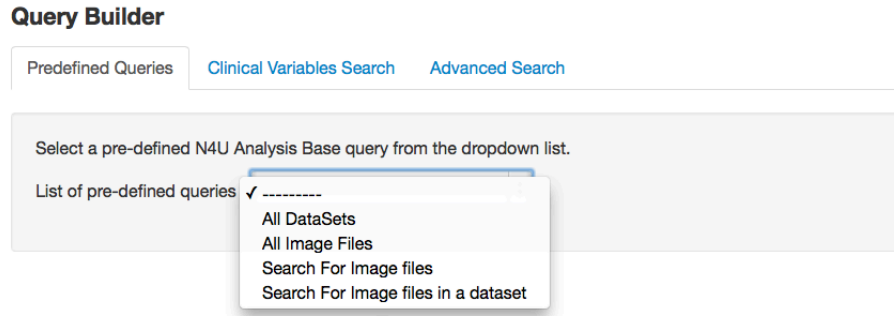 Query Builder
Predefined Queries Clinical Variables Search Advanced Search
Select a pre-defined N4U Analysis Base query from the dropdown list.
List of pre-defined queries ✓ ---------
All DataSets
All Image Files
Search For Image files
Search For Image files in a dataset